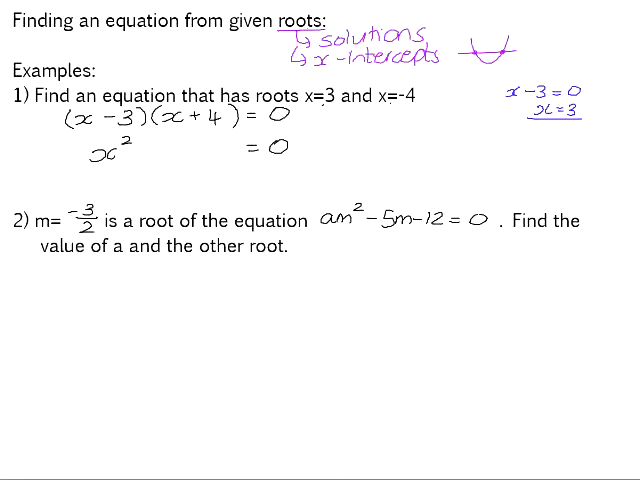 Finding an equation from given roots:
↳ solutions
↳ x-intercepts
Examples:
1) Find an equation that has roots x=3 and x=-4
x - 3 = 0
x = 3
(x - 3)(x + 4) = 0
x² = 0
2) m= -3/2 is a root of the equation am² - 5m - 12 = 0 . Find the
value of a and the other root.